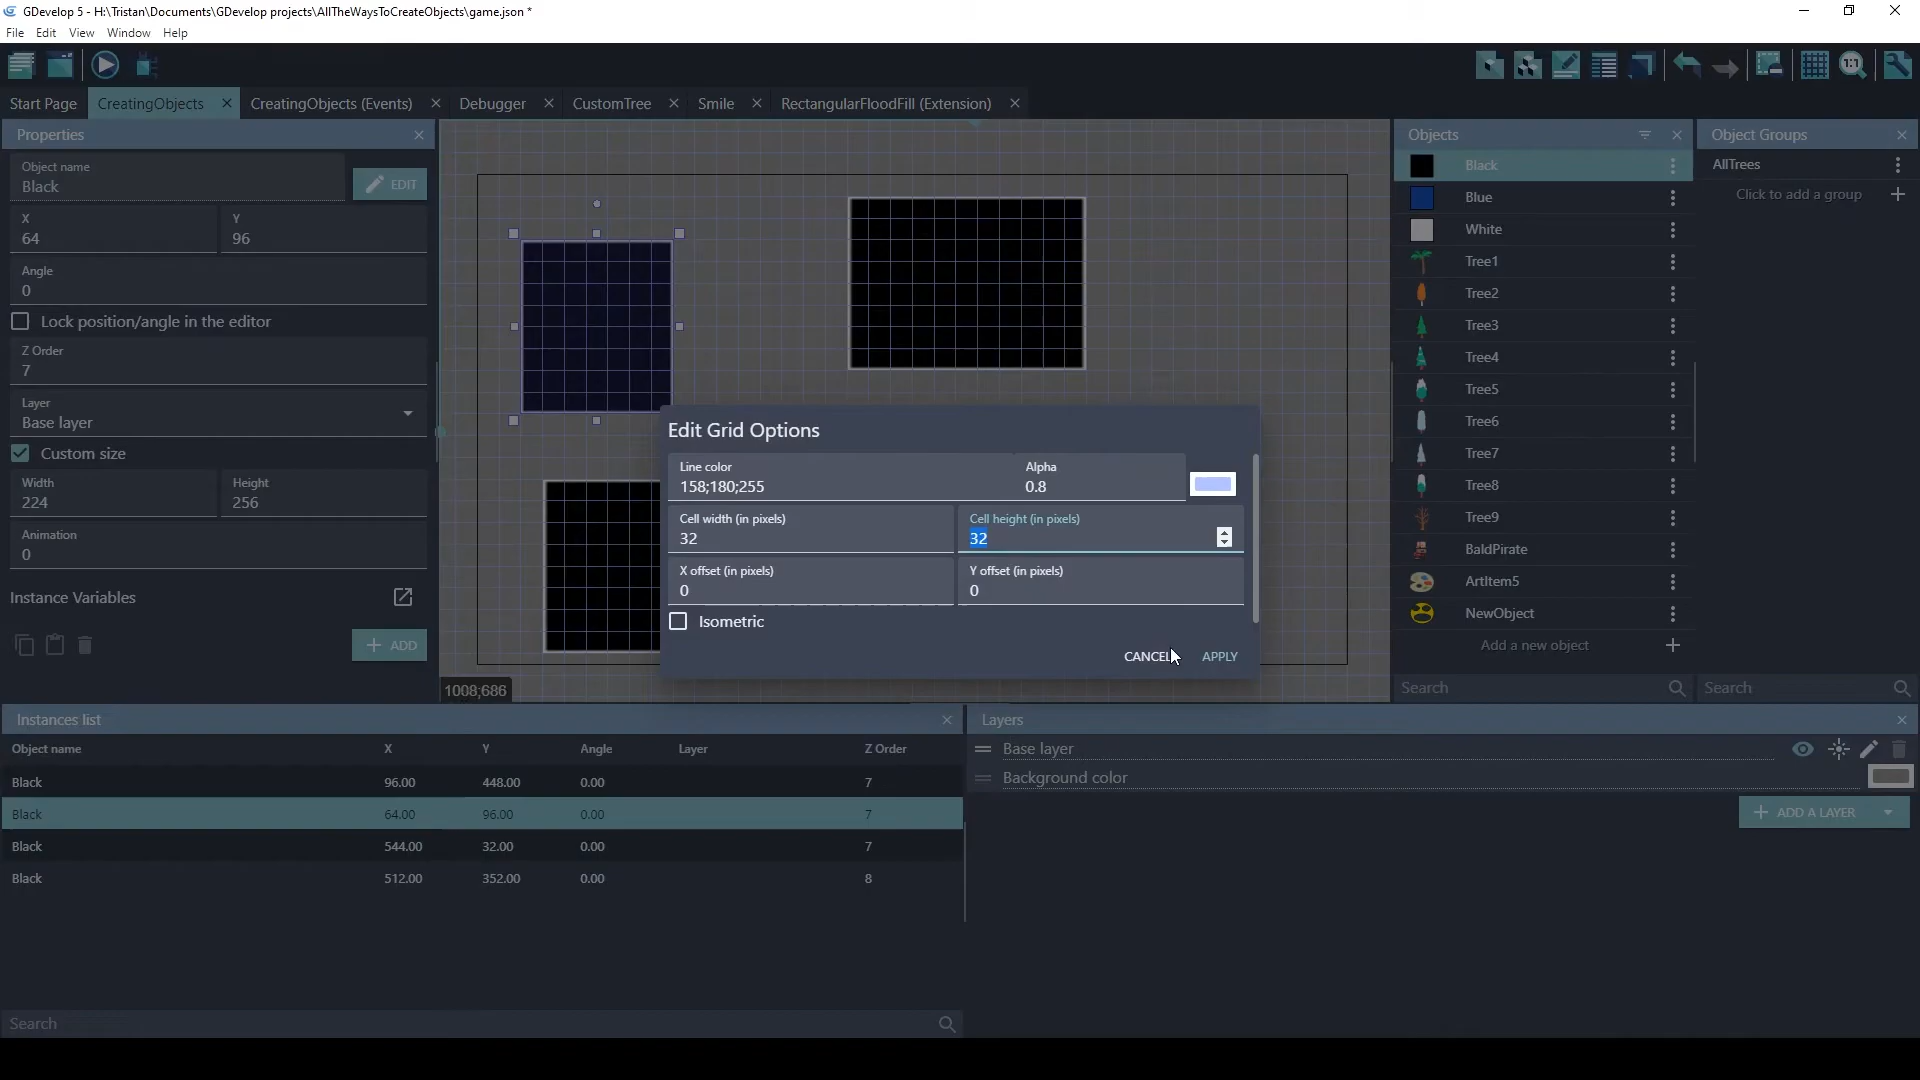 GDevelop 5 - H:\Tristan\Documents\GDevelop projects\AllTheWaysToCreateObjects\game.json *
File Edit View Window Help
1:1
Start Page CreatingObjects CreatingObjects (Events) Debugger CustomTree Smile RectangularFloodFill (Extension)
Properties
Object name
Black
EDIT
X Y
64 96
Angle
0
Lock position/angle in the editor
Z Order
7
Layer
Base layer
Custom size
Width Height
224 256
Animation
0
Instance Variables
ADD
1008;686
Edit Grid Options
Line color Alpha
158;180;255 0.8
Cell width (in pixels) Cell height (in pixels)
32 32
X offset (in pixels) Y offset (in pixels)
0 0
Isometric
CANCEL APPLY
Objects
Black
Blue
White
Tree1
Tree2
Tree3
Tree4
Tree5
Tree6
Tree7
Tree8
Tree9
BaldPirate
ArtItem5
NewObject
Add a new object
Search
Object Groups
AllTrees
Click to add a group
Search
Instances list
Object name X Y Angle Layer Z Order
Black 96.00 448.00 0.00 7
Black 64.00 96.00 0.00 7
Black 544.00 32.00 0.00 7
Black 512.00 352.00 0.00 8
Search
Layers
Base layer
Background color
ADD A LAYER